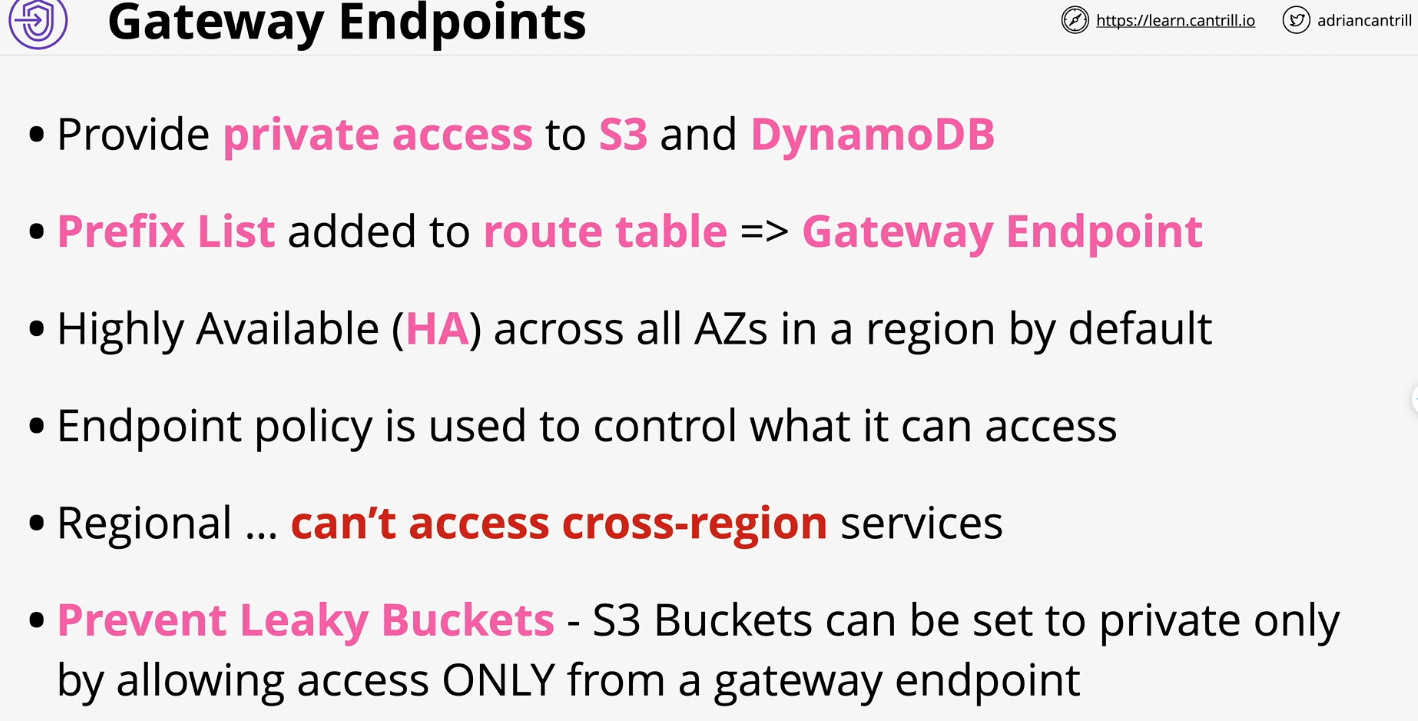 Gateway Endpoints
https://learn.cantrill.io
adriancantrill
• Provide private access to S3 and DynamoDB
• Prefix List added to route table => Gateway Endpoint
• Highly Available (HA) across all AZs in a region by default
• Endpoint policy is used to control what it can access
• Regional ... can’t access cross-region services
• Prevent Leaky Buckets - S3 Buckets can be set to private only
by allowing access ONLY from a gateway endpoint